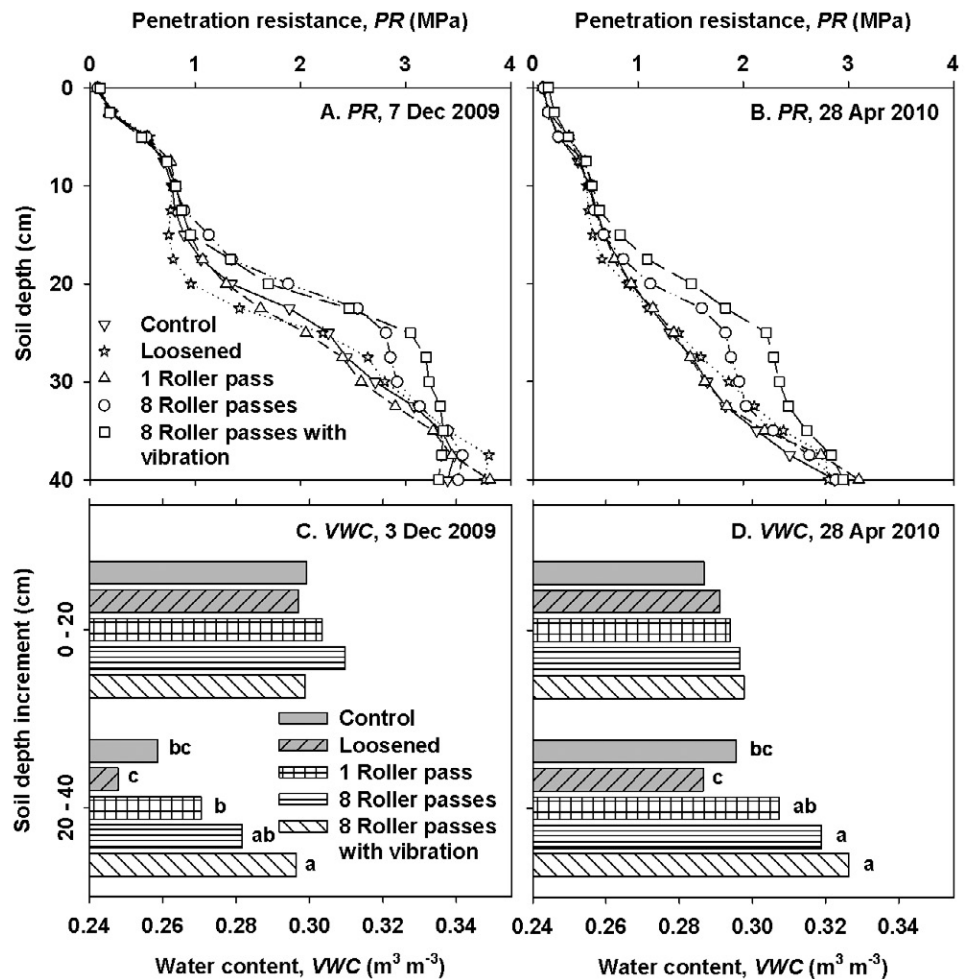 Penetration resistance, PR (MPa)
Penetration resistance, PR (MPa)
0 1 2 3 4
0 1 2 3 4
0
10
20
30
40
Soil depth (cm)
A. PR, 7 Dec 2009
B. PR, 28 Apr 2010
Control
Loosened
1 Roller pass
8 Roller passes
8 Roller passes with
vibration
C. VWC, 3 Dec 2009
D. VWC, 28 Apr 2010
Soil depth increment (cm)
0 - 20
20 - 40
bc
c
b
ab
a
Control
Loosened
1 Roller pass
8 Roller passes
8 Roller passes
with vibration
bc
c
ab
a
a
0.24 0.26 0.28 0.30 0.32 0.34
0.24 0.26 0.28 0.30 0.32 0.34
Water content, VWC (m³ m⁻³)
Water content, VWC (m³ m⁻³)